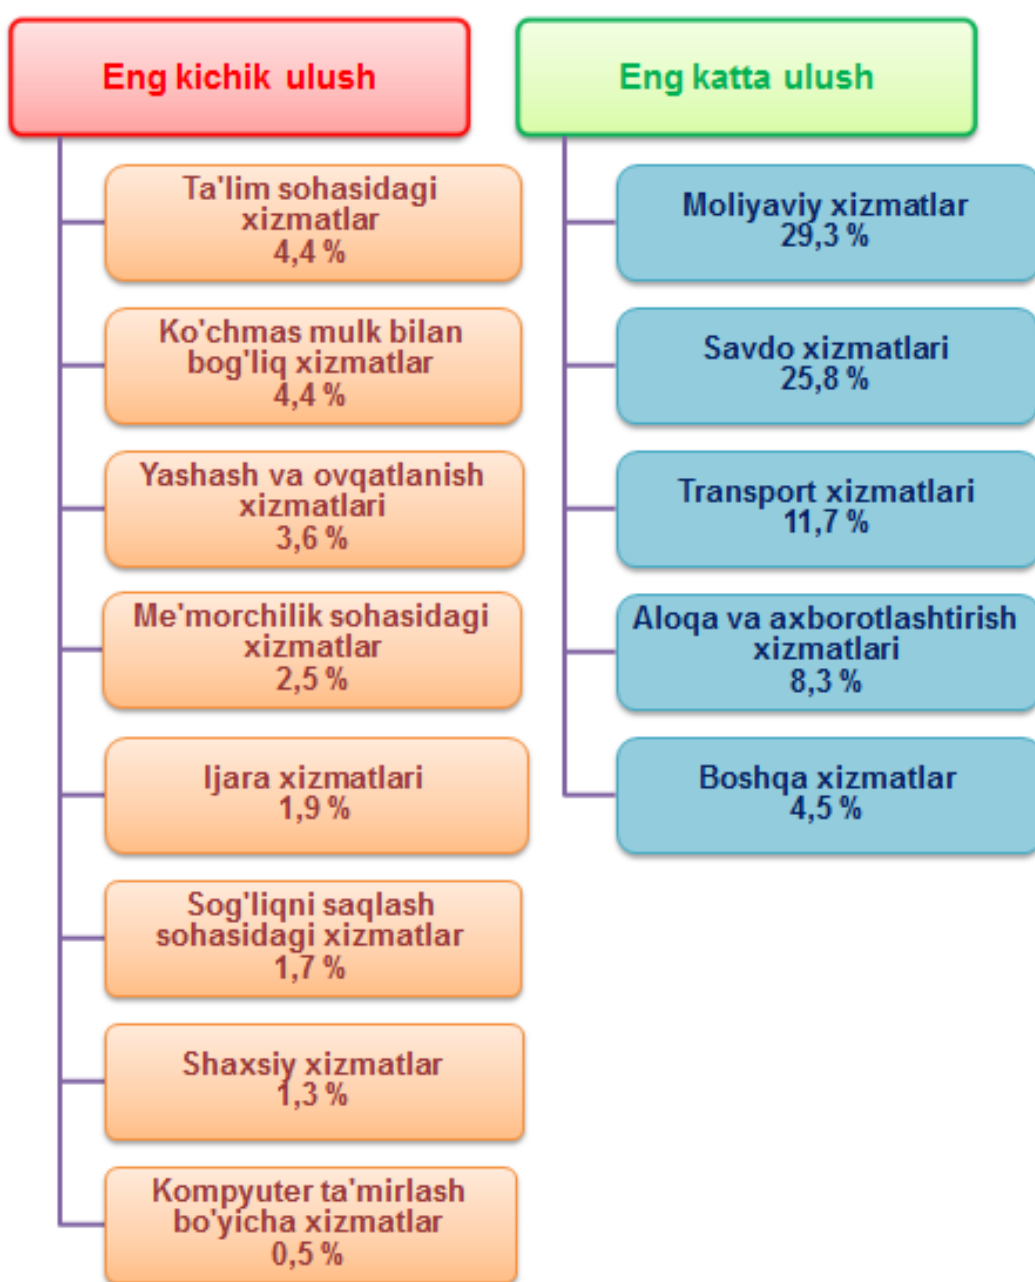 Eng kichik ulush
Ta'lim sohasidagi
xizmatlar
4,4 %
Ko'chmas mulk bilan
bog'liq xizmatlar
4,4 %
Yashash va ovqatlanish
xizmatlari
3,6 %
Me'morchilik sohasidagi
xizmatlar
2,5 %
Ijara xizmatlari
1,9 %
Sog'liqni saqlash
sohasidagi xizmatlar
1,7 %
Shaxsiy xizmatlar
1,3 %
Kompyuter ta'mirlash
bo'yicha xizmatlar
0,5 %
Eng katta ulush
Moliyaviy xizmatlar
29,3 %
Savdo xizmatlari
25,8 %
Transport xizmatlari
11,7 %
Aloqa va axborotlashtirish
xizmatlari
8,3 %
Boshqa xizmatlar
4,5 %